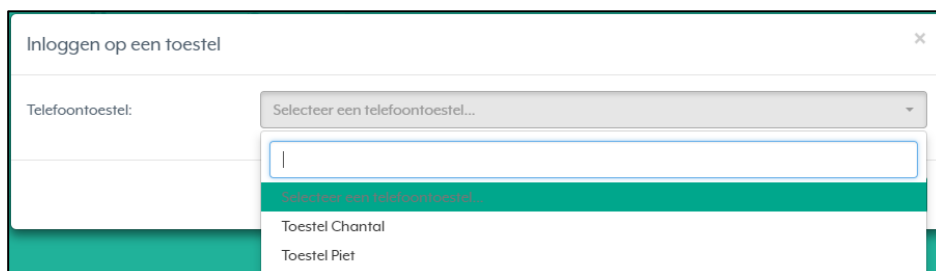 Inloggen op een toestel
×
Telefoontoestel:
Selecteer een telefoontoestel...
Selecteer een telefoontoestel...
Toestel Chantal
Toestel Piet